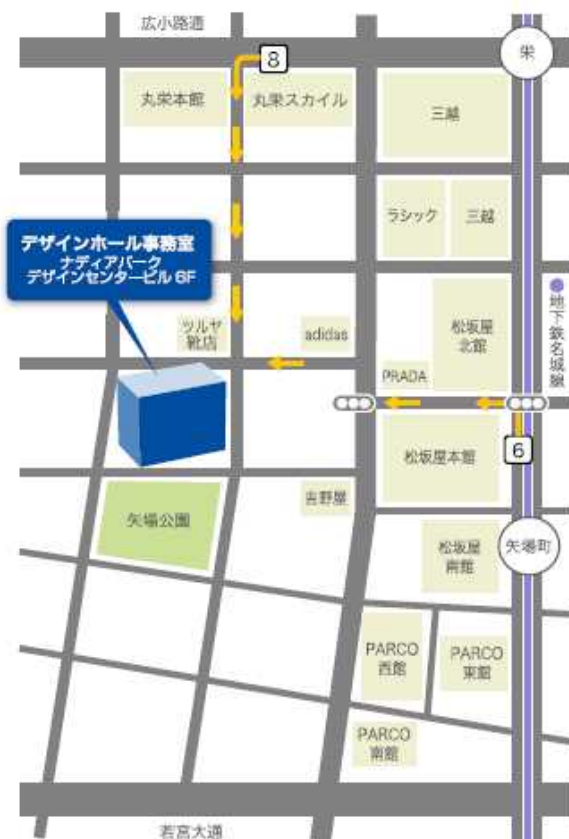 広小路通
8
栄
丸栄本館
丸栄スカイル
三越
ラシック
三越
デザインホール事務室
ナディアパーク
デザインセンタービル 6F
地下鉄名城線
ツルヤ
靴店
adidas
松坂屋
北館
PRADA
6
松坂屋本館
矢場公園
吉野屋
松坂屋
南館
矢場町
PARCO
西館
PARCO
東館
PARCO
南館
若宮大通